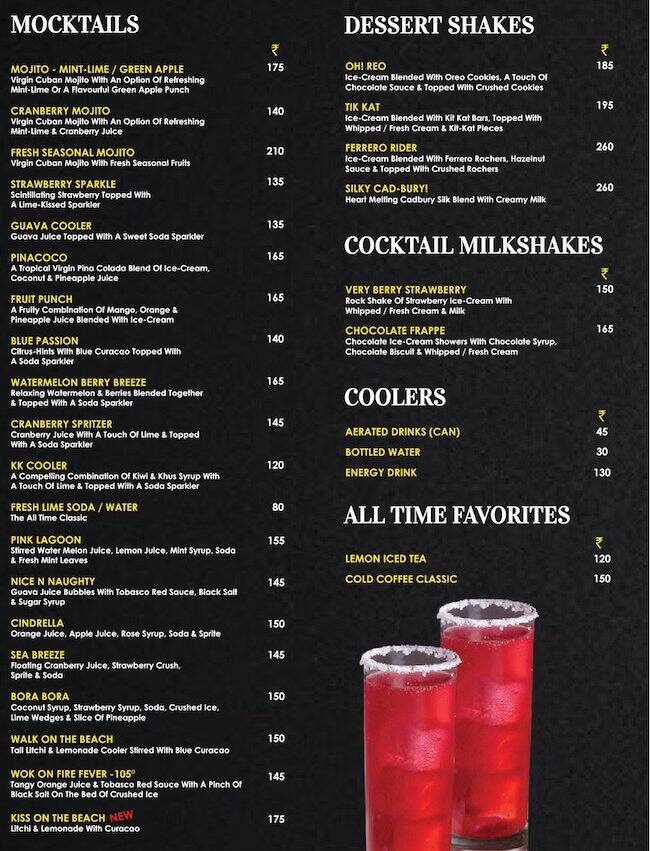 MOCKTAILS
₹
MOJITO - MINT-LIME / GREEN APPLE 175
Virgin Cuban Mojito With An Option Of Refreshing
Mint-Lime Or A Flavourful Green Apple Punch
CRANBERRY MOJITO 140
Virgin Cuban Mojito With An Option Of Refreshing
Mint-Lime & Cranberry Juice
FRESH SEASONAL MOJITO 210
Virgin Cuban Mojito With Fresh Seasonal Fruits
STRAWBERRY SPARKLE 135
Scintillating Strawberry Topped With
A Lime-Kissed Sparkler
GUAVA COOLER 135
Guava Juice Topped With A Sweet Soda Sparkler
PINACOCO 165
A Tropical Virgin Pina Colada Blend Of Ice-Cream,
Coconut & Pineapple Juice
FRUIT PUNCH 165
A Fruity Combination Of Mango, Orange &
Pineapple Juice Blended With Ice-Cream
BLUE PASSION 140
Citrus-Hints With Blue Curacao Topped With
A Soda Sparkler
WATERMELON BERRY BREEZE 165
Relaxing Watermelon & Berries Blended Together
& Topped With A Soda Sparkler
CRANBERRY SPRITZER 145
Cranberry Juice With A Touch Of Lime & Topped
With A Soda Sparkler
KK COOLER 120
A Compelling Combination Of Kiwi & Khus Syrup With
A Touch Of Lime & Topped With A Soda Sparkler
FRESH LIME SODA / WATER 80
The All Time Classic
PINK LAGOON 155
Stirred Water Melon Juice, Lemon Juice, Mint Syrup, Soda
& Fresh Mint Leaves
NICE N NAUGHTY 145
Guava Juice Bubbles With Tobasco Red Sauce, Black Salt
& Sugar Syrup
CINDRELLA 150
Orange Juice, Apple Juice, Rose Syrup, Soda & Sprite
SEA BREEZE 145
Floating Cranberry Juice, Strawberry Crush,
Sprite & Soda
BORA BORA 150
Coconut Syrup, Strawberry Syrup, Soda, Crushed Ice,
Lime Wedges & Slice Of Pineapple
WALK ON THE BEACH 150
Tall Litchi & Lemonade Cooler Stirred With Blue Curacao
WOK ON FIRE FEVER -105° 145
Tangy Orange Juice & Tobasco Red Sauce With A Pinch Of
Black Salt On The Bed Of Crushed Ice
KISS ON THE BEACH NEW 175
Litchi & Lemonade With Curacao
DESSERT SHAKES
₹
OH! REO 185
Ice-Cream Blended With Oreo Cookies, A Touch Of
Chocolate Sauce & Topped With Crushed Cookies
TIK KAT 195
Ice-Cream Blended With Kit Kat Bars, Topped With
Whipped / Fresh Cream & Kit-Kat Pieces
FERRERO RIDER 260
Ice-Cream Blended With Ferrero Rochers, Hazelnut
Sauce & Topped With Crushed Rochers
SILKY CAD-BURY! 260
Heart Melting Cadbury Silk Blend With Creamy Milk
COCKTAIL MILKSHAKES
₹
VERY BERRY STRAWBERRY 150
Rock Shake Of Strawberry Ice-Cream With
Whipped / Fresh Cream & Milk
CHOCOLATE FRAPPE 165
Chocolate Ice-Cream Showers With Chocolate Syrup,
Chocolate Biscuit & Whipped / Fresh Cream
COOLERS
₹
AERATED DRINKS (CAN) 45
BOTTLED WATER 30
ENERGY DRINK 130
ALL TIME FAVORITES
₹
LEMON ICED TEA 120
COLD COFFEE CLASSIC 150